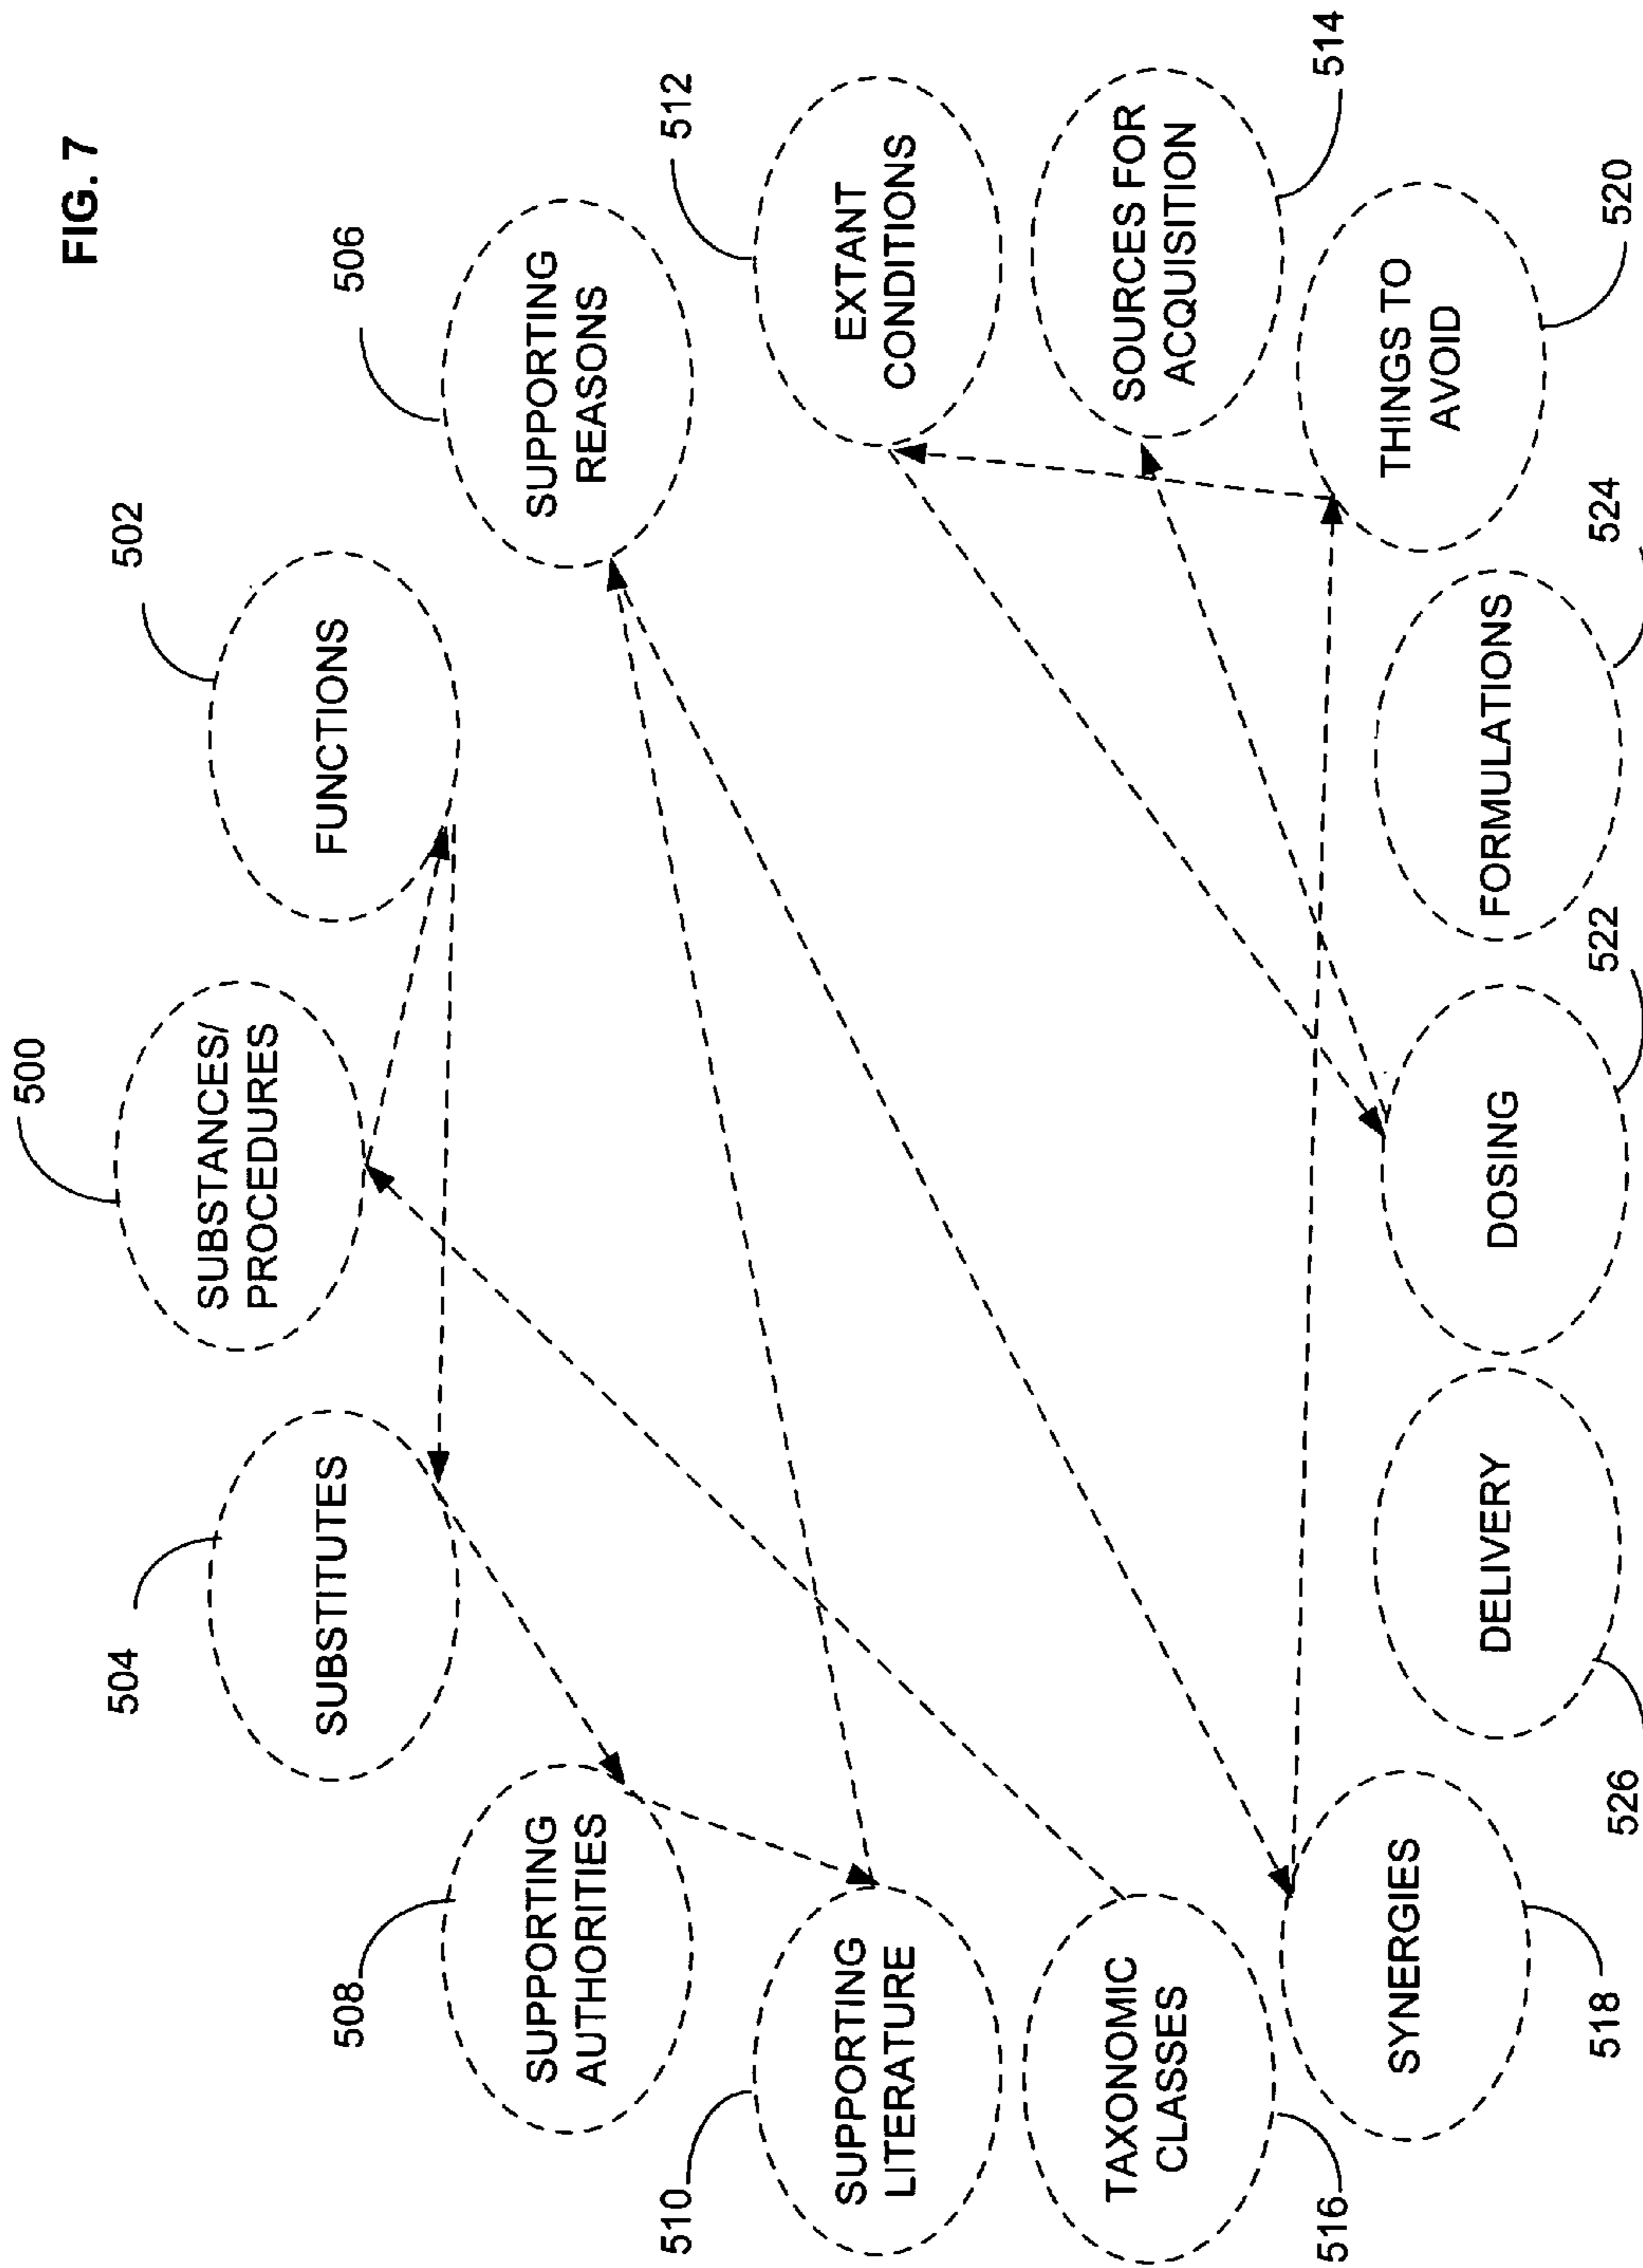 FIG. 7
500
SUBSTANCES/
PROCEDURES
502
FUNCTIONS
504
SUBSTITUTES
506
SUPPORTING
REASONS
508
SUPPORTING
AUTHORITIES
510
SUPPORTING
LITERATURE
512
EXTANT
CONDITIONS
514
SOURCES FOR
ACQUISITION
516
TAXONOMIC
CLASSES
518
SYNERGIES
520
THINGS TO
AVOID
526
DELIVERY
522
DOSING
524
FORMULATIONS